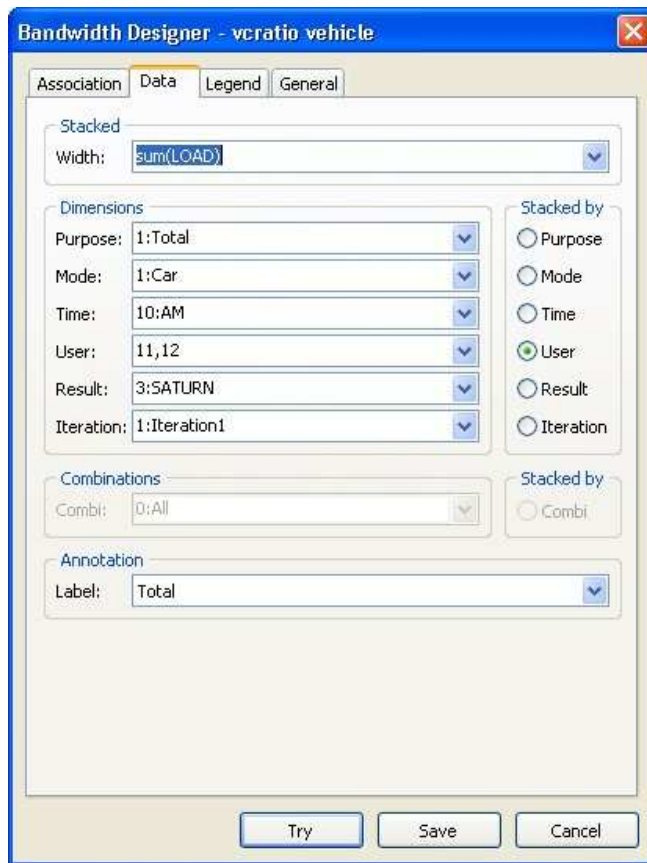 Bandwidth Designer - vcratio vehicle
Association Data Legend General
Stacked
Width: sum(LOAD)
Dimensions Stacked by
Purpose: 1:Total Purpose
Mode: 1:Car Mode
Time: 10:AM Time
User: 11,12 User
Result: 3:SATURN Result
Iteration: 1:Iteration1 Iteration
Combinations Stacked by
Combi: 0:All Combi
Annotation
Label: Total
Try Save Cancel